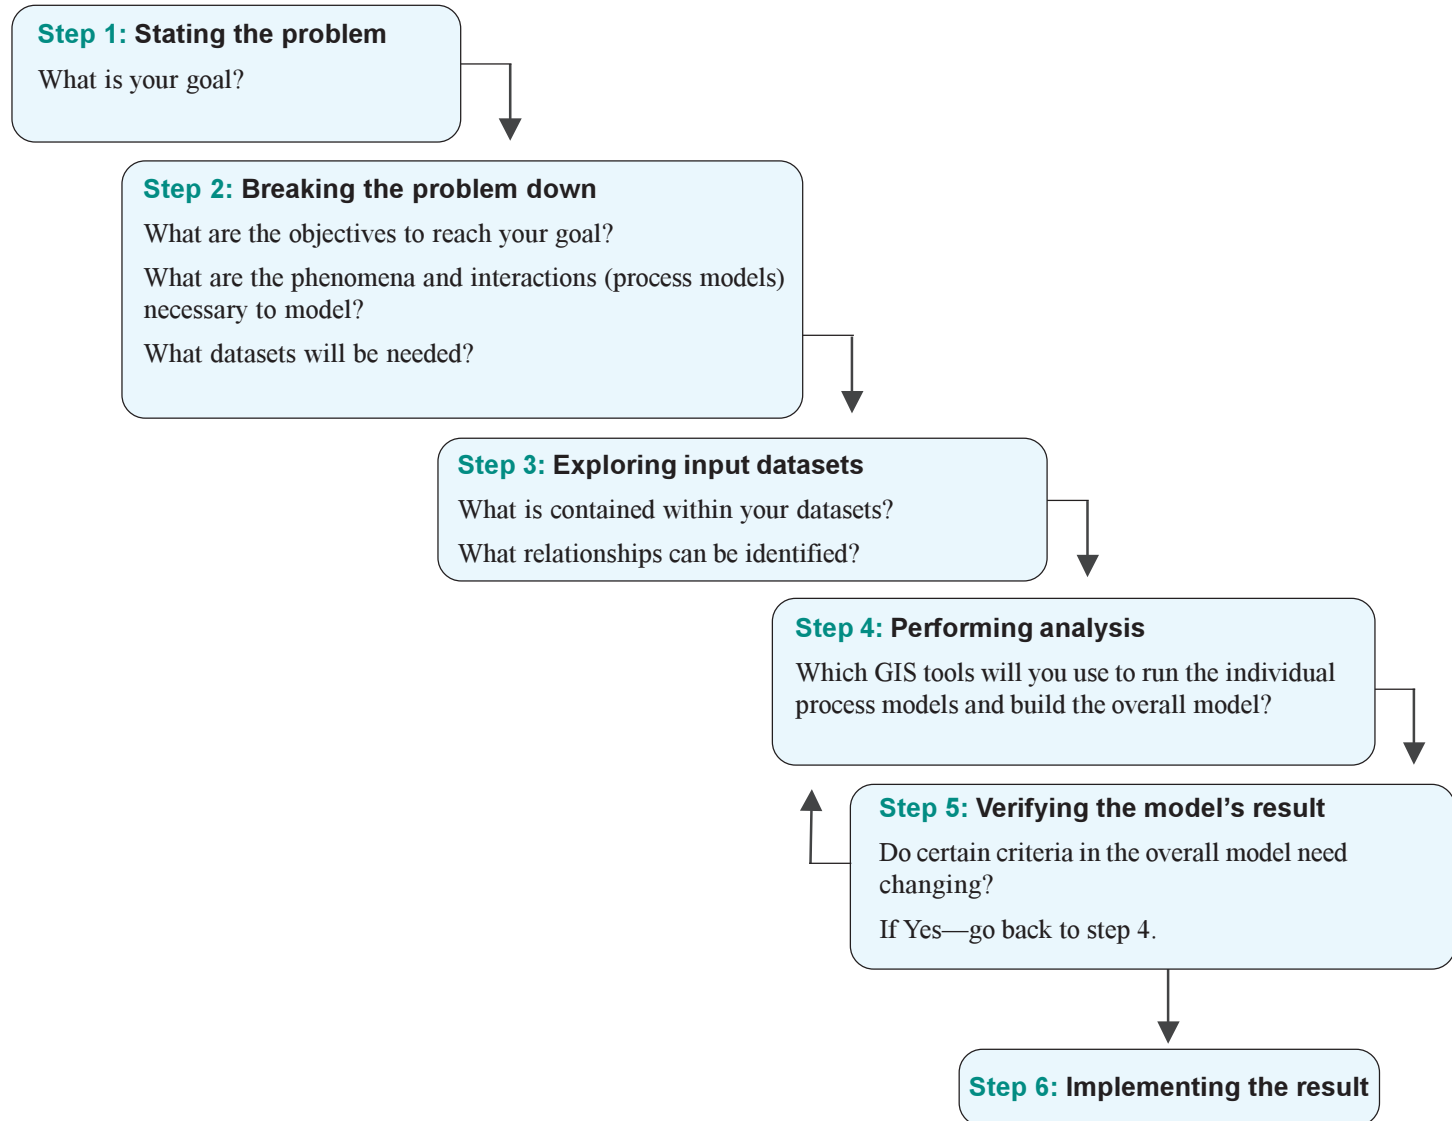 Step 1: Stating the problem
What is your goal?
Step 2: Breaking the problem down
What are the objectives to reach your goal?
What are the phenomena and interactions (process models)
necessary to model?
What datasets will be needed?
Step 3: Exploring input datasets
What is contained within your datasets?
What relationships can be identified?
Step 4: Performing analysis
Which GIS tools will you use to run the individual
process models and build the overall model?
Step 5: Verifying the model’s result
Do certain criteria in the overall model need
changing?
If Yes—go back to step 4.
Step 6: Implementing the result